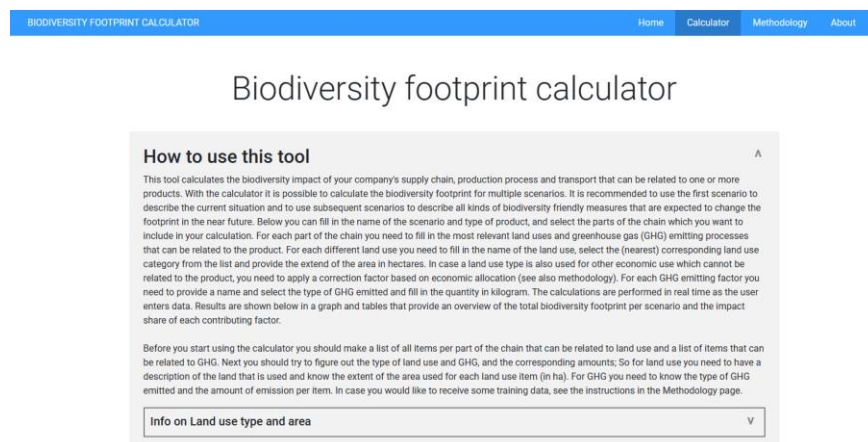 BIODIVERSITY FOOTPRINT CALCULATOR Home Calculator Methodology About
Biodiversity footprint calculator
How to use this tool
This tool calculates the biodiversity impact of your company's supply chain, production process and transport that can be related to one or more
products. With the calculator it is possible to calculate the biodiversity footprint for multiple scenarios. It is recommended to use the first scenario to
describe the current situation and to use subsequent scenarios to describe all kinds of biodiversity friendly measures that are expected to change the
footprint in the near future. Below you can fill in the name of the scenario and type of product, and select the parts of the chain which you want to
include in your calculation. For each part of the chain you need to fill in the most relevant land uses and greenhouse gas (GHG) emitting processes
that can be related to the product. For each different land use you need to fill in the name of the land use, select the (nearest) corresponding land use
category from the list and provide the extend of the area in hectares. In case a land use type is also used for other economic use which cannot be
related to the product, you need to apply a correction factor based on economic allocation (see also methodology). For each GHG emitting factor you
need to provide a name and select the type of GHG emitted and fill in the quantity in kilogram. The calculations are performed in real time as the user
enters data. Results are shown below in a graph and tables that provide an overview of the total biodiversity footprint per scenario and the impact
share of each contributing factor.
Before you start using the calculator you should make a list of all items per part of the chain that can be related to land use and a list of items that can
be related to GHG. Next you should try to figure out the type of land use and GHG, and the corresponding amounts; So for land use you need to have a
description of the land that is used and know the extent of the area used for each land use item (in ha). For GHG you need to know the type of GHG
emitted and the amount of emission per item. In case you would like to receive some training data, see the instructions in the Methodology page.
Info on Land use type and area